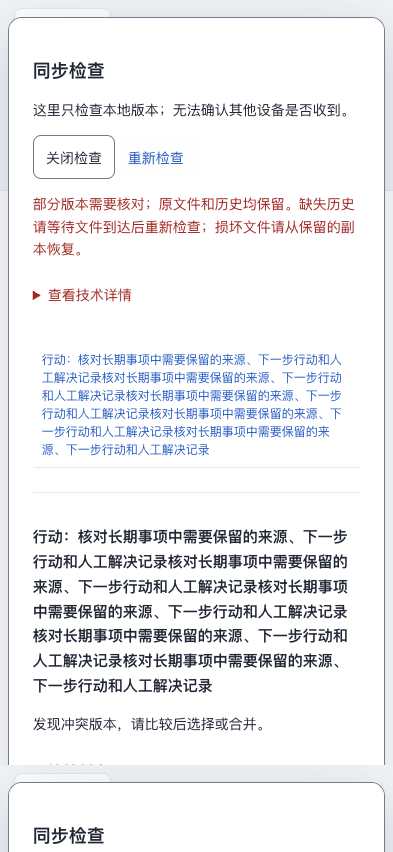 同步检查
这里只检查本地版本；无法确认其他设备是否收到。
关闭检查 重新检查
部分版本需要核对；原文件和历史均保留。缺失历史
请等待文件到达后重新检查；损坏文件请从保留的副
本恢复。
查看技术详情
行动：核对长期事项中需要保留的来源、下一步行动和人
工解决记录核对长期事项中需要保留的来源、下一步行动
和人工解决记录核对长期事项中需要保留的来源、下一步
行动和人工解决记录核对长期事项中需要保留的来源、下
一步行动和人工解决记录核对长期事项中需要保留的来
源、下一步行动和人工解决记录
行动：核对长期事项中需要保留的来源、下一步
行动和人工解决记录核对长期事项中需要保留的
来源、下一步行动和人工解决记录核对长期事项
中需要保留的来源、下一步行动和人工解决记录
核对长期事项中需要保留的来源、下一步行动和
人工解决记录核对长期事项中需要保留的来源、
下一步行动和人工解决记录
发现冲突版本，请比较后选择或合并。
同步检查